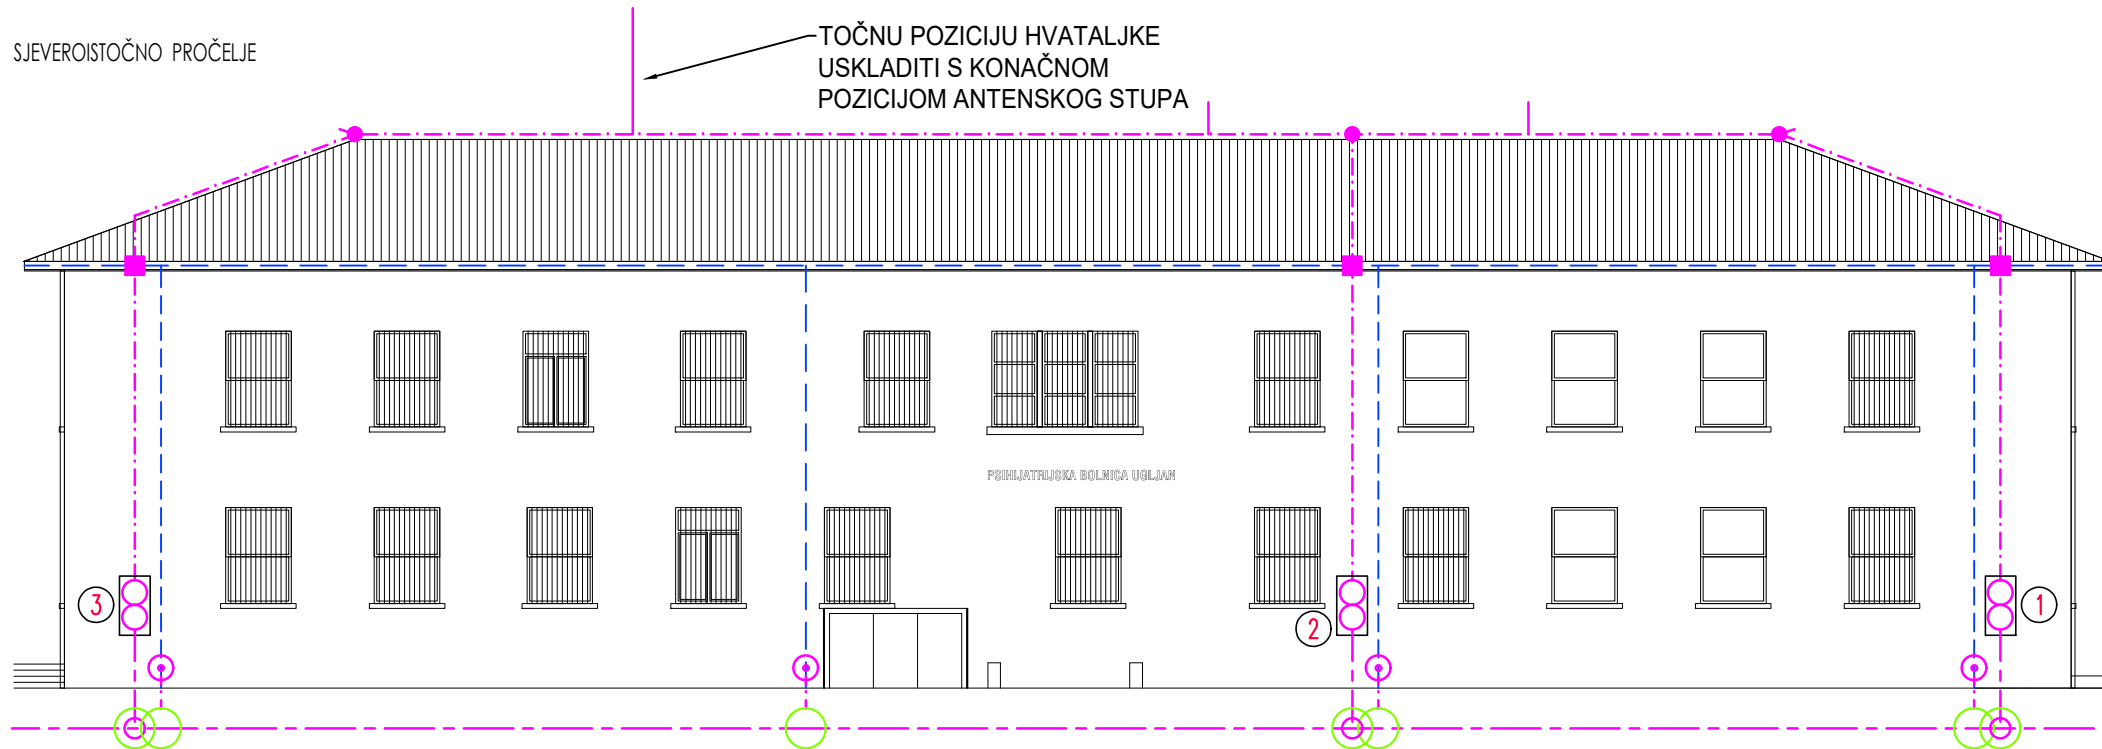 SJEVEROISTOČNO PROČELJE
TOČNU POZICIJU HVATALJKE
USKLADITI S KONAČNOM
POZICIJOM ANTENSKOG STUPA
PSIHIJATRIJSKA BOLNICA UGLJAN
3
2
1